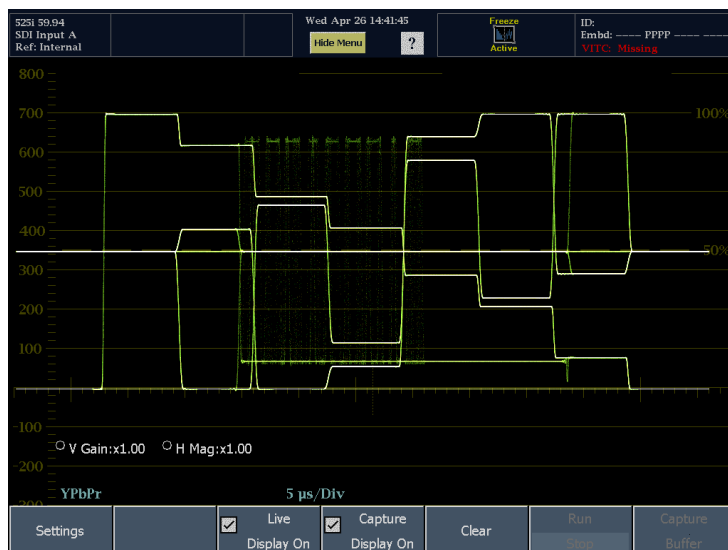 525i 59.94
SDI Input A
Ref: Internal
Wed Apr 26 14:41:45
Hide Menu
?
Freeze
Active
ID:
Embd: ---- PPPP ---- ----
VITC: Missing
800
700
600
500
400
300
200
100
-100
-200
-300
100%
50%
V Gain:x1.00
H Mag:x1.00
YPbPr
5 µs/Div
Settings
Live
Display On
Capture
Display On
Clear
Run
Stop
Capture
Buffer